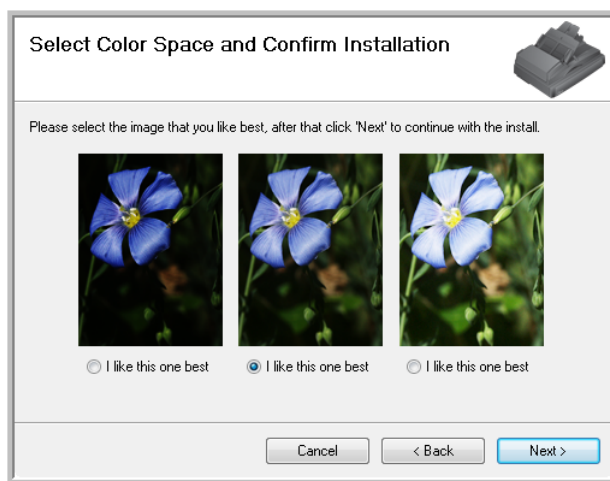 Select Color Space and Confirm Installation
Please select the image that you like best, after that click 'Next' to continue with the install.
I like this one best I like this one best I like this one best
Cancel < Back Next >